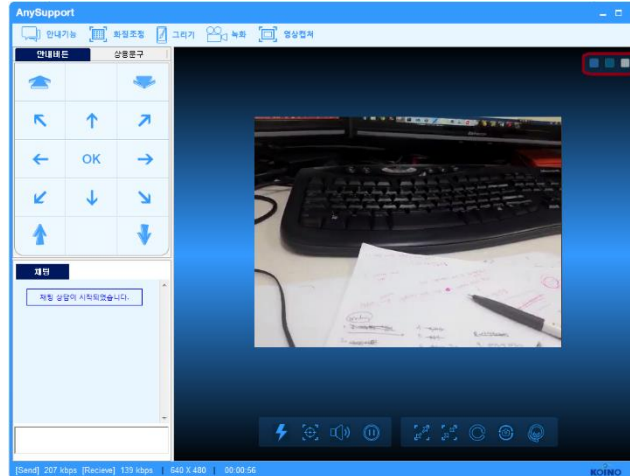 AnySupport
안내기능 화질조정 그리기 녹화 영상캡쳐
안내버튼 상용문구
OK
채팅
채팅 상담이 시작되었습니다.
[Send] 207 kbps [Recieve] 139 kbps | 640 X 480 | 00:00:56
KOINO